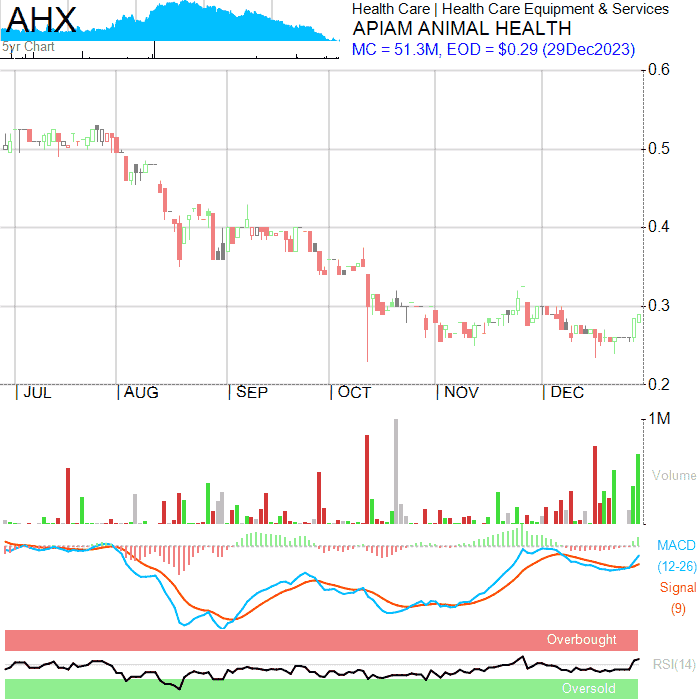 AHX
5yr Chart
Health Care | Health Care Equipment & Services
APIAM ANIMAL HEALTH
MC = 51.3M, EOD = $0.29 (29Dec2023)
0.6
0.5
0.4
0.3
0.2
| JUL | AUG | SEP | OCT | NOV | DEC
1M
Volume
MACD
(12-26)
Signal
(9)
Overbought
RSI(14)
Oversold